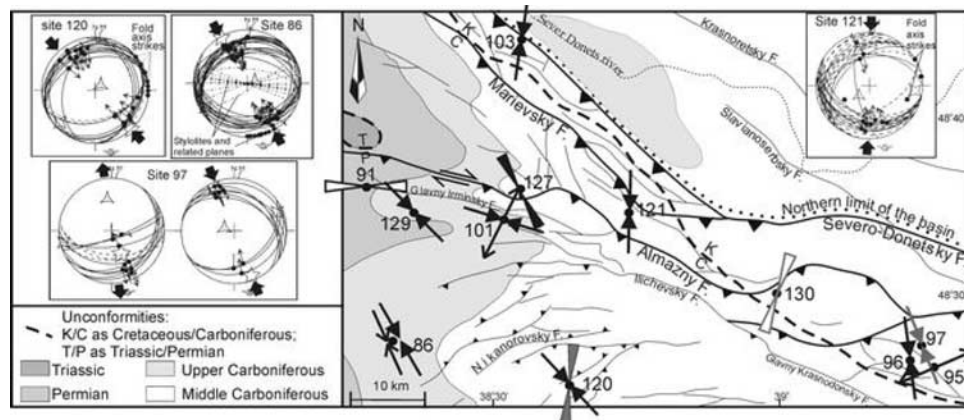 site 120
Fold
axis
strikes
Site 86
Stylolites and
related planes
Site 97
Unconformities:
K/C as Cretaceous/Carboniferous;
T/P as Triassic/Permian
Triassic
Upper Carboniferous
Permian
Middle Carboniferous
N
103
Sever.Donets river
Krasnoretsky F.
Site 121
Fold
axis
strikes
K
C
Marievsky F.
Slavianoserbsky F.
48°40'
T
P
91
Glavny Irminsky F.
127
129
101
121
Northern limit of the basin
Severo-Donetsky F.
K
C
Almazny F.
Ilichevsky F.
130
48°30'
86
Nikanorovsky F.
97
96
95
Glavny Krasnodonsky F.
120
10 km
38°30'
39°